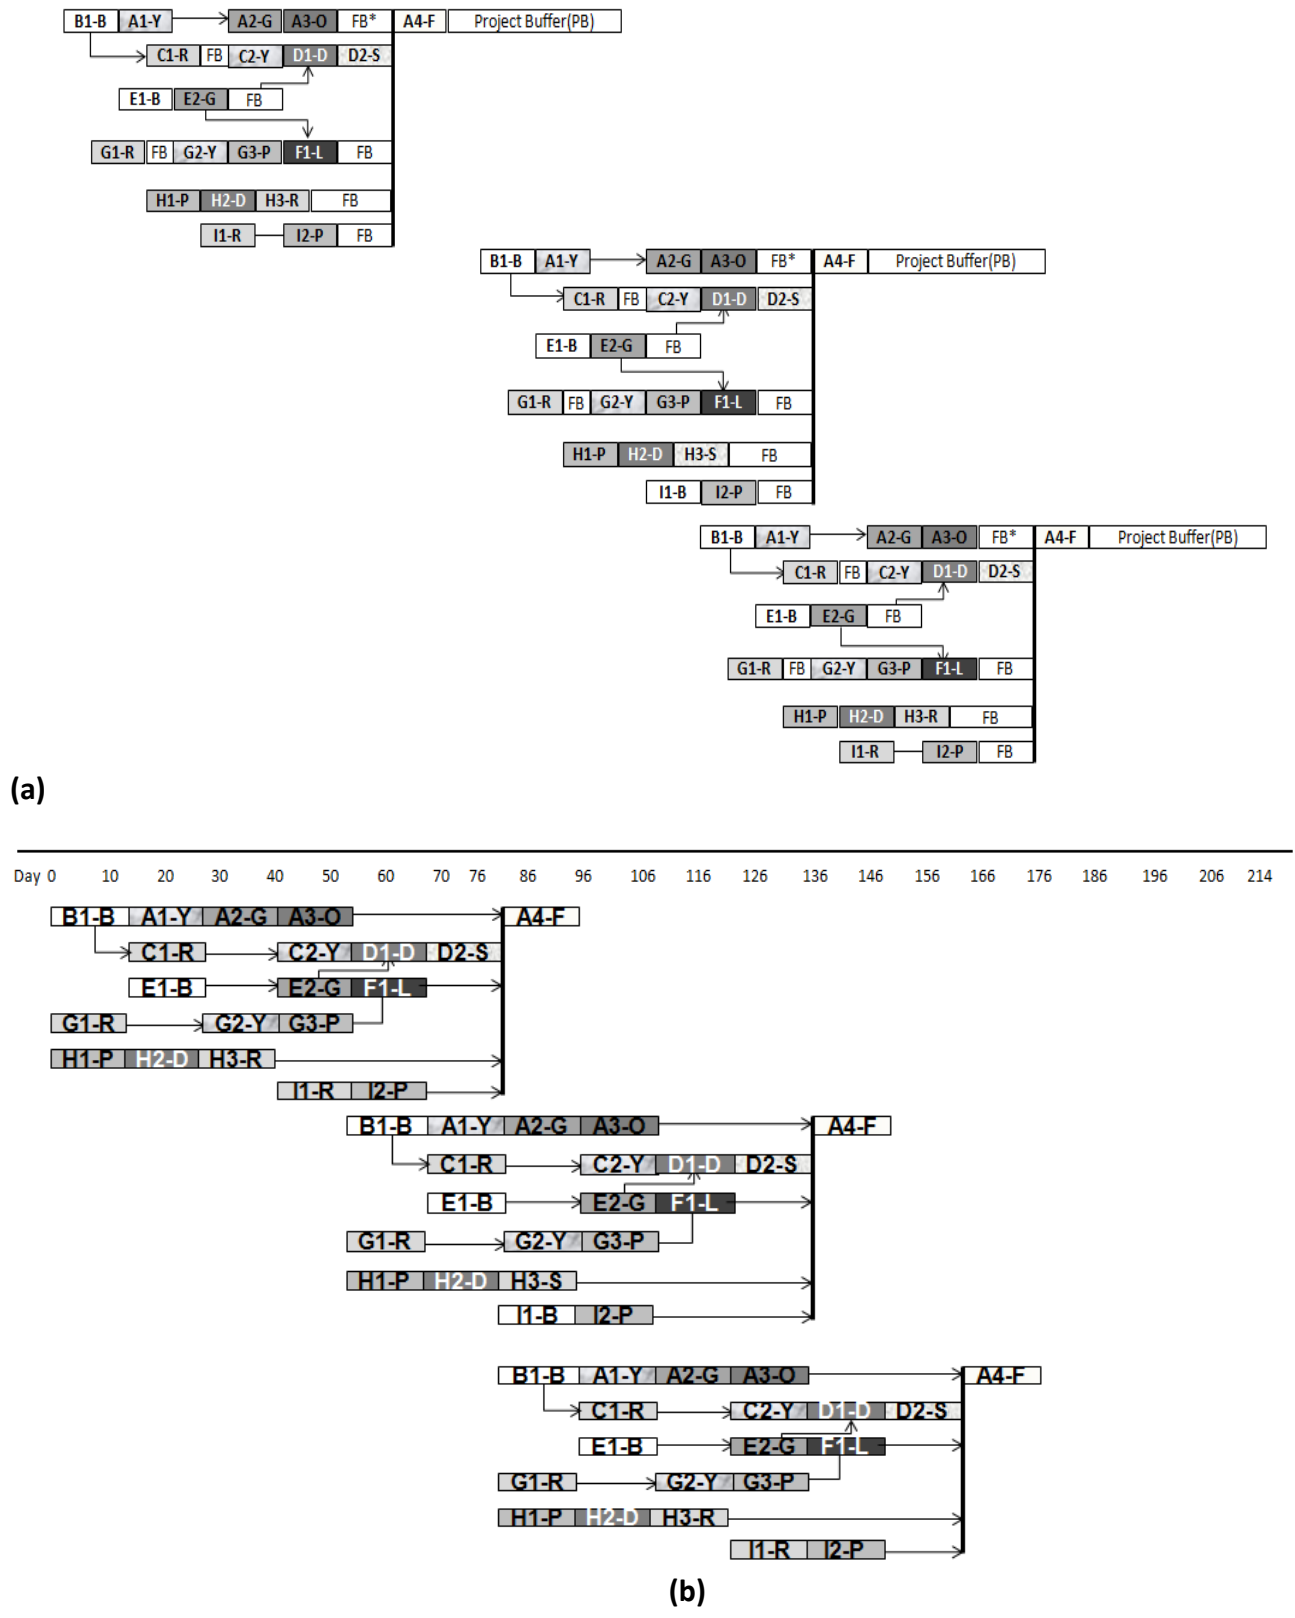 B1-B A1-Y A2-G A3-O FB* A4-F Project Buffer(PB)
C1-R FB C2-Y D1-D D2-S
E1-B E2-G FB
G1-R FB G2-Y G3-P F1-L FB
H1-P H2-D H3-R FB
I1-R I2-P FB
B1-B A1-Y A2-G A3-O FB* A4-F Project Buffer(PB)
C1-R FB C2-Y D1-D D2-S
E1-B E2-G FB
G1-R FB G2-Y G3-P F1-L FB
H1-P H2-D H3-S FB
I1-B I2-P FB
B1-B A1-Y A2-G A3-O FB* A4-F Project Buffer(PB)
C1-R FB C2-Y D1-D D2-S
E1-B E2-G FB
G1-R FB G2-Y G3-P F1-L FB
H1-P H2-D H3-R FB
I1-R I2-P FB
(a)
Day 0 10 20 30 40 50 60 70 76 86 96 106 116 126 136 146 156 166 176 186 196 206 214
B1-B A1-Y A2-G A3-O A4-F
C1-R C2-Y D1-D D2-S
E1-B E2-G F1-L
G1-R G2-Y G3-P
H1-P H2-D H3-R
I1-R I2-P
B1-B A1-Y A2-G A3-O A4-F
C1-R C2-Y D1-D D2-S
E1-B E2-G F1-L
G1-R G2-Y G3-P
H1-P H2-D H3-S
I1-B I2-P
B1-B A1-Y A2-G A3-O A4-F
C1-R C2-Y D1-D D2-S
E1-B E2-G F1-L
G1-R G2-Y G3-P
H1-P H2-D H3-R
I1-R I2-P
(b)